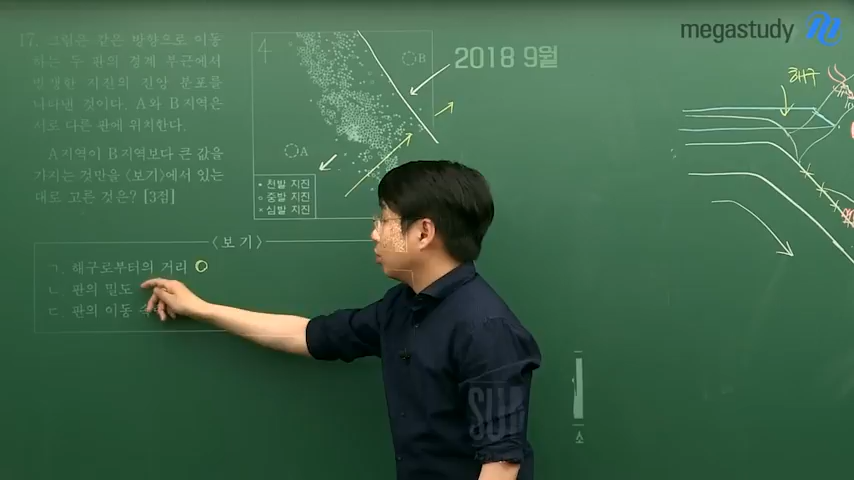 megastudy
17. 그림은 같은 방향으로 이동
하는 두 판의 경계 부근에서
발생한 지진의 진앙 분포를
나타낸 것이다. A와 B지역은
서로 다른 판에 위치한다.
A지역이 B지역보다 큰 값을
가지는 것만을 <보기>에서 있는
대로 고른 것은? [3점]
4
B
2018 9월
A
천발 지진
중발 지진
심발 지진
<보기>
ㄱ. 해구로부터의 거리
ㄴ. 판의 밀도
ㄷ. 판의 이동
해구
소